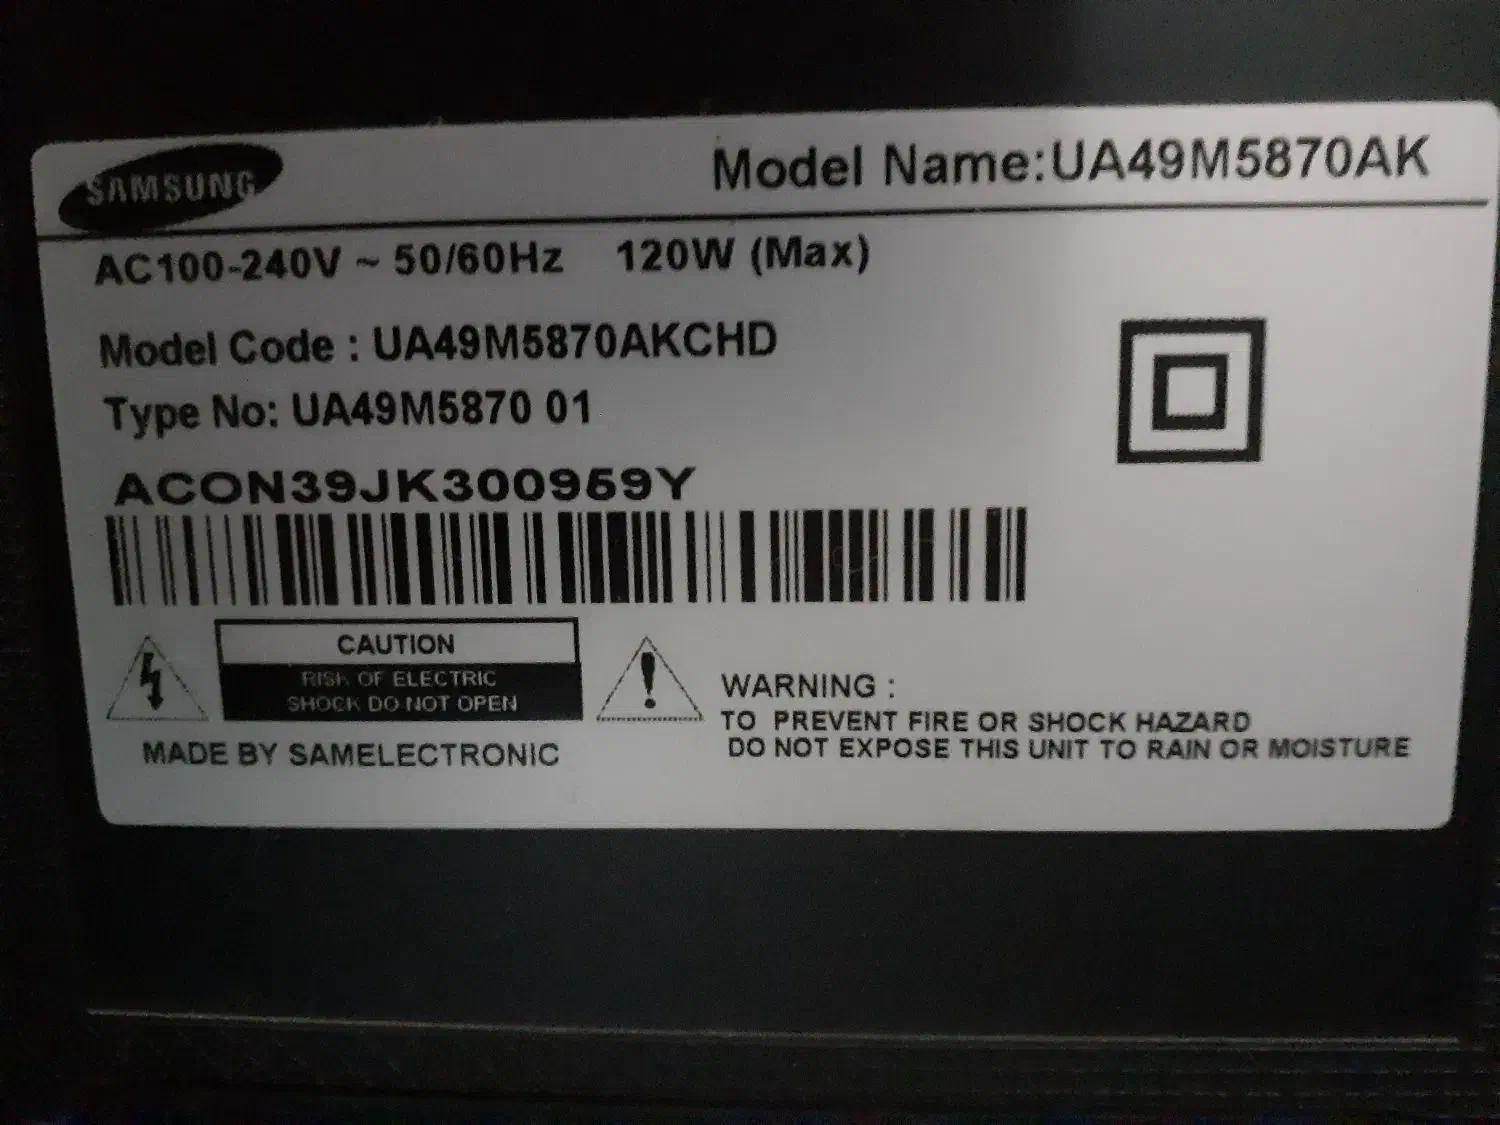 SAMSUNG
Model Name:UA49M5870AK
AC100-240V ~ 50/60Hz 120W (Max)
Model Code : UA49M5870AKCHD
Type No: UA49M5870 01
ACON39JK300959Y
CAUTION
RISK OF ELECTRIC
SHOCK DO NOT OPEN
WARNING :
TO PREVENT FIRE OR SHOCK HAZARD
DO NOT EXPOSE THIS UNIT TO RAIN OR MOISTURE
MADE BY SAMELECTRONIC